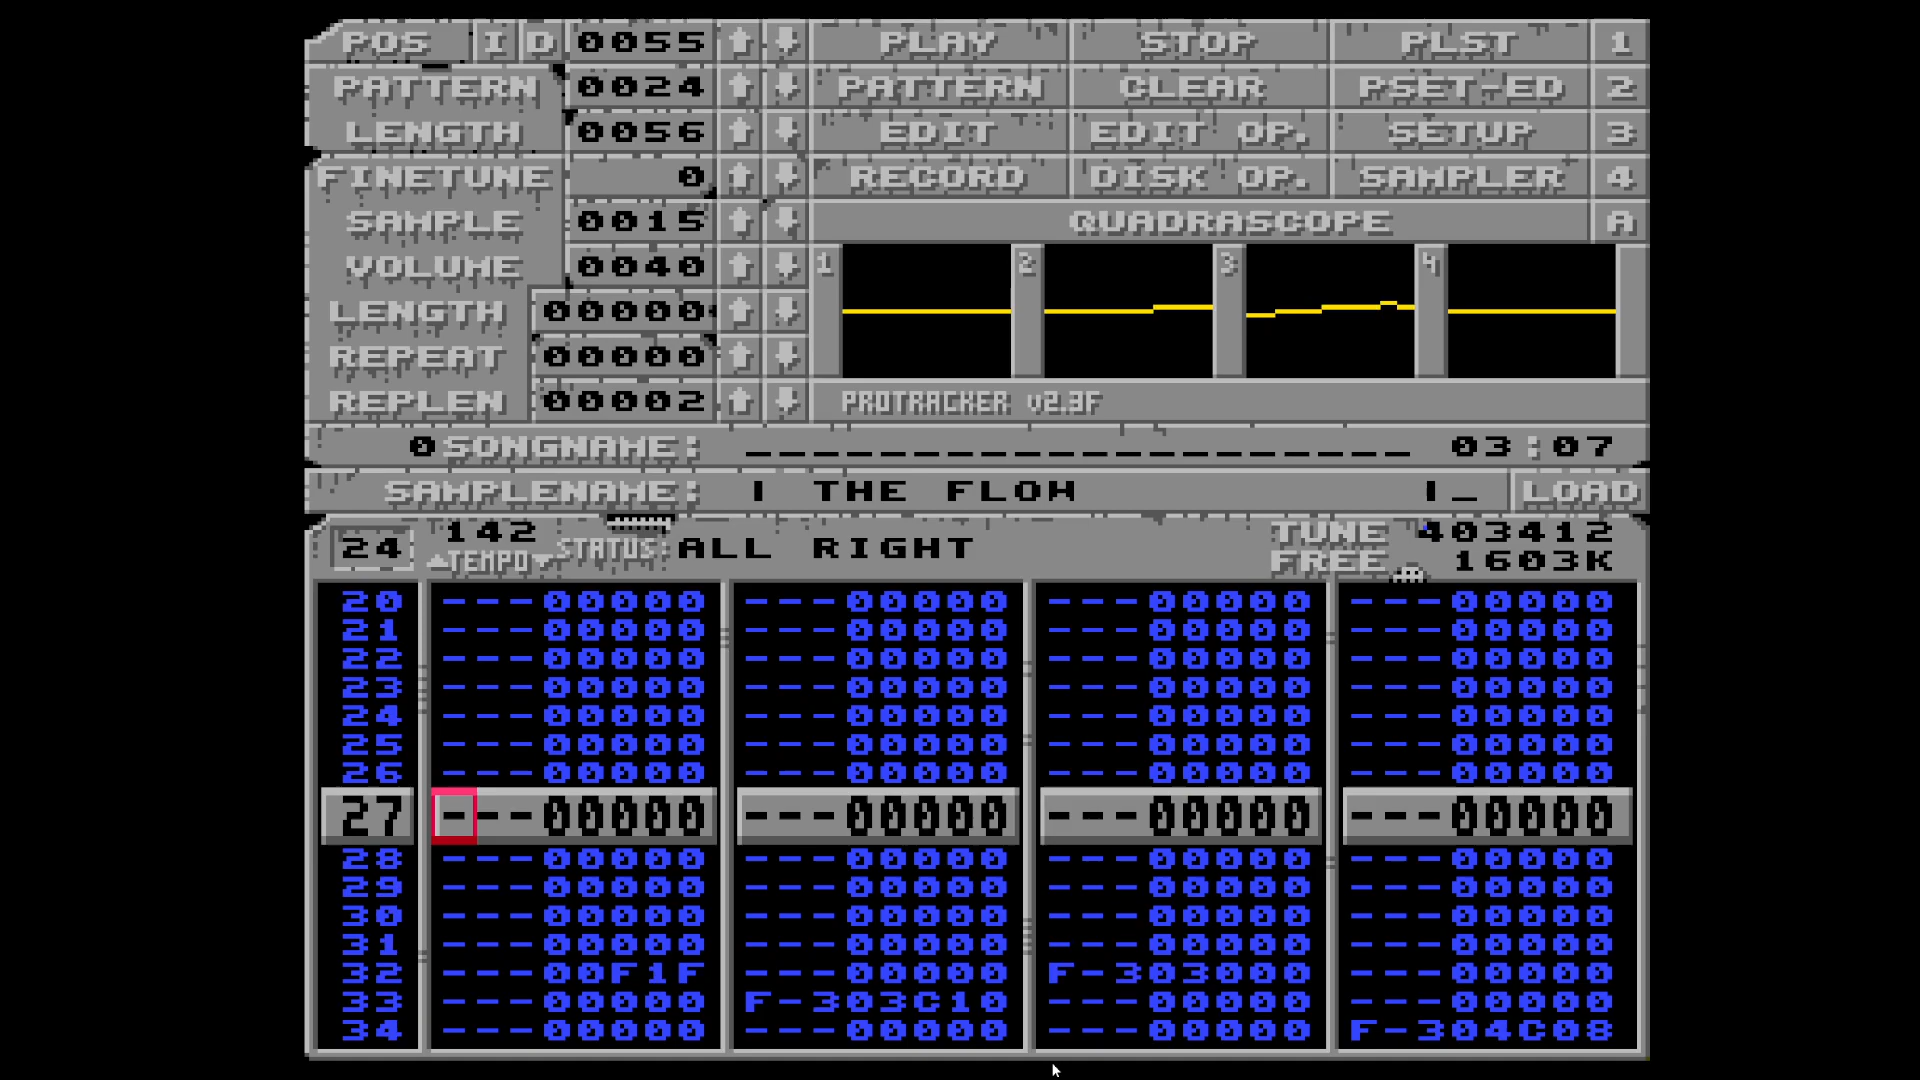 POS I D 0055 PLAY STOP PLST 1
PATTERN 0024 PATTERN CLEAR PSET-ED 2
LENGTH 0056 EDIT EDIT OP. SETUP 3
FINETUNE 0 RECORD DISK OP. SAMPLER 4
SAMPLE 0015 QUADRASCOPE A
VOLUME 0040 1 2 3 4
LENGTH 00000
REPEAT 00000
REPLEN 00002 PROTRACKER v2.3F
0 SONGNAME: ____________________ 03:07
SAMPLENAME: I THE FLOW I_ LOAD
24 142 TEMPO STATUS: ALL RIGHT TUNE 403412
FREE 1603K
20 ---00000 ---00000 ---00000 ---00000
21 ---00000 ---00000 ---00000 ---00000
22 ---00000 ---00000 ---00000 ---00000
23 ---00000 ---00000 ---00000 ---00000
24 ---00000 ---00000 ---00000 ---00000
25 ---00000 ---00000 ---00000 ---00000
26 ---00000 ---00000 ---00000 ---00000
27 ---00000 ---00000 ---00000 ---00000
28 ---00000 ---00000 ---00000 ---00000
29 ---00000 ---00000 ---00000 ---00000
30 ---00000 ---00000 ---00000 ---00000
31 ---00000 ---00000 ---00000 ---00000
32 ---00F1F ---00000 F-303000 ---00000
33 ---00000 F-303C10 ---00000 ---00000
34 ---00000 ---00000 ---00000 F-304C08